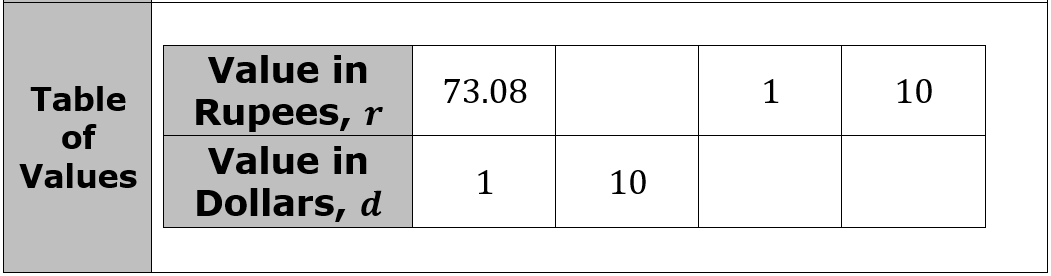 Table
of
Values
Value in
Rupees, r
73.08
1
10
Value in
Dollars, d
1
10